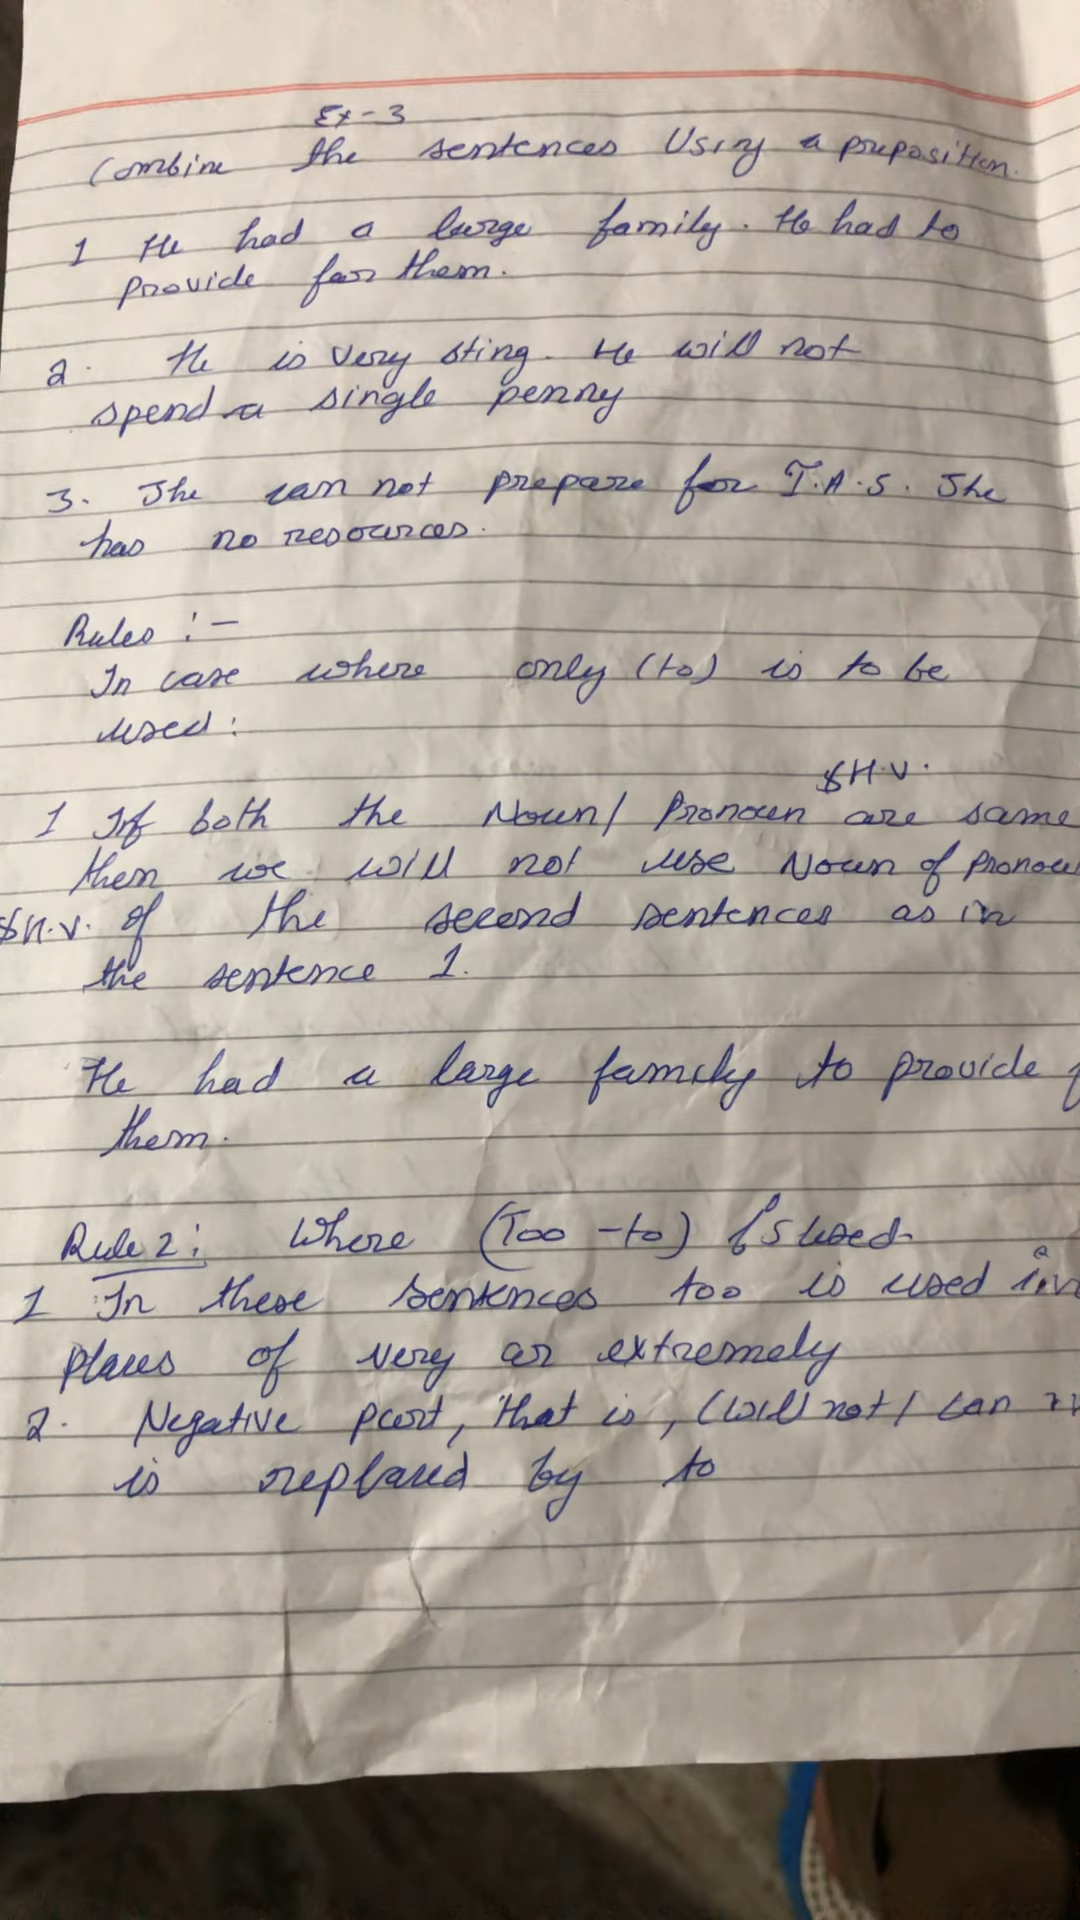 Ex-3
Combine the sentences Using a preposition.
1 He had a large family. He had to
provide for them.
2. He is very sting. He will not
spend a single penny
3. She can not prepare for I.A.S. She
has no resources.
Rules :-
In case where only (to) is to be
used:
$H.V.
1 If both the Noun/ Pronoun are same
then we will not use Noun of Pronou
$H.V. of the second sentences as in
the sentence 1.
He had a large family to provide f
them.
Rule 2: Where (Too -to) is used
1 In these sentences too is used in
places of very or extremely
2. Negative part, that is, (will not/ can
is replaced by to